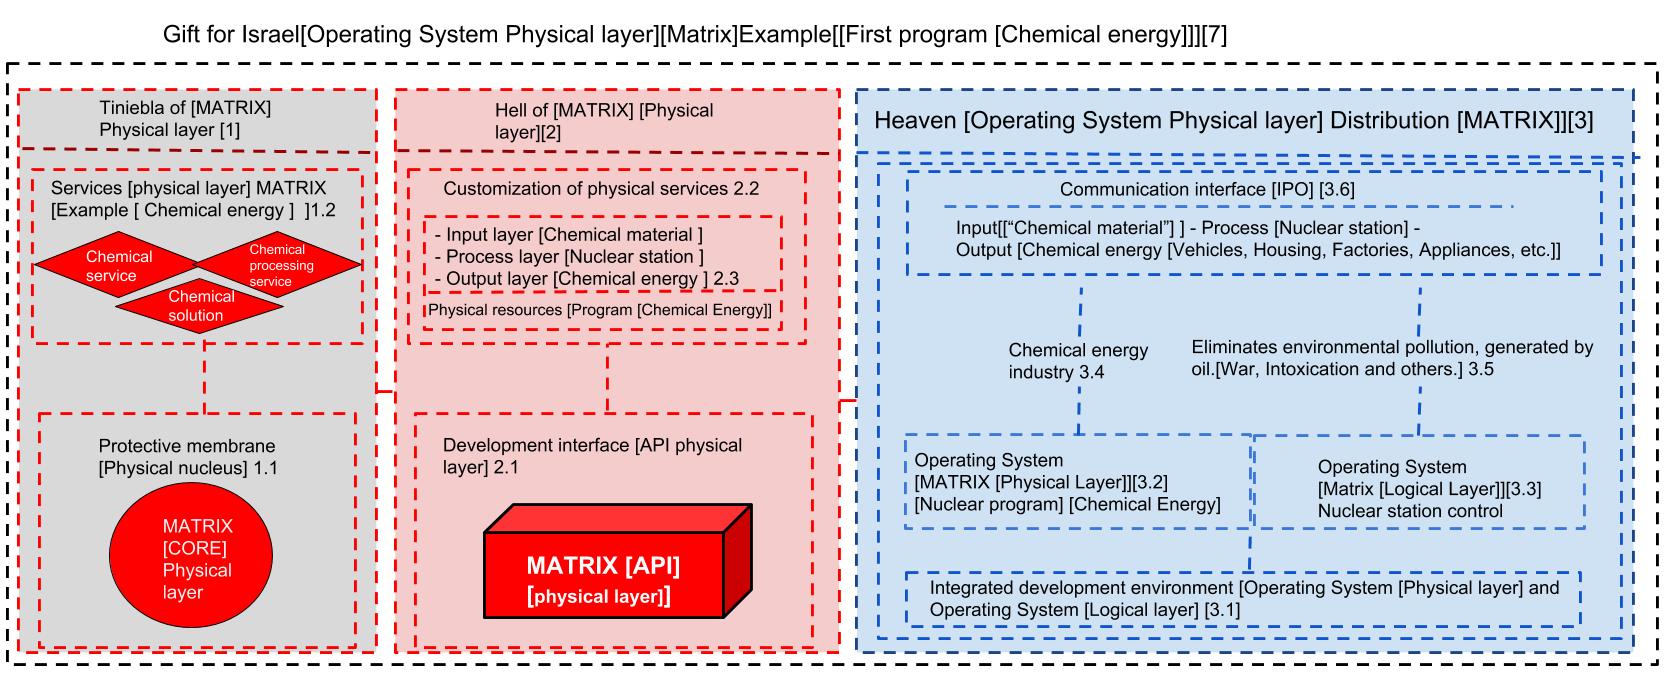 Gift for Israel[Operating System Physical layer][Matrix]Example[[First program [Chemical energy]]][7]
Tiniebla of [MATRIX]
Physical layer [1]
Services [physical layer] MATRIX
[Example [ Chemical energy ]  ]1.2
Chemical
service
Chemical
processing
service
Chemical
solution
Protective membrane
[Physical nucleus] 1.1
MATRIX
[CORE]
Physical
layer
Hell of [MATRIX] [Physical
layer][2]
Customization of physical services 2.2
- Input layer [Chemical material ]
- Process layer [Nuclear station ]
- Output layer [Chemical energy ] 2.3
Physical resources [Program [Chemical Energy]]
Development interface [API physical
layer] 2.1
MATRIX [API]
[physical layer]]
Heaven [Operating System Physical layer] Distribution [MATRIX]][3]
Communication interface [IPO] [3.6]
Input[[“Chemical material”] ] - Process [Nuclear station] -
Output [Chemical energy [Vehicles, Housing, Factories, Appliances, etc.]]
Chemical energy
industry 3.4
Eliminates environmental pollution, generated by
oil.[War, Intoxication and others.] 3.5
Operating System
[MATRIX [Physical Layer]][3.2]
[Nuclear program] [Chemical Energy]
Operating System
[Matrix [Logical Layer]][3.3]
Nuclear station control
Integrated development environment [Operating System [Physical layer] and
Operating System [Logical layer] [3.1]